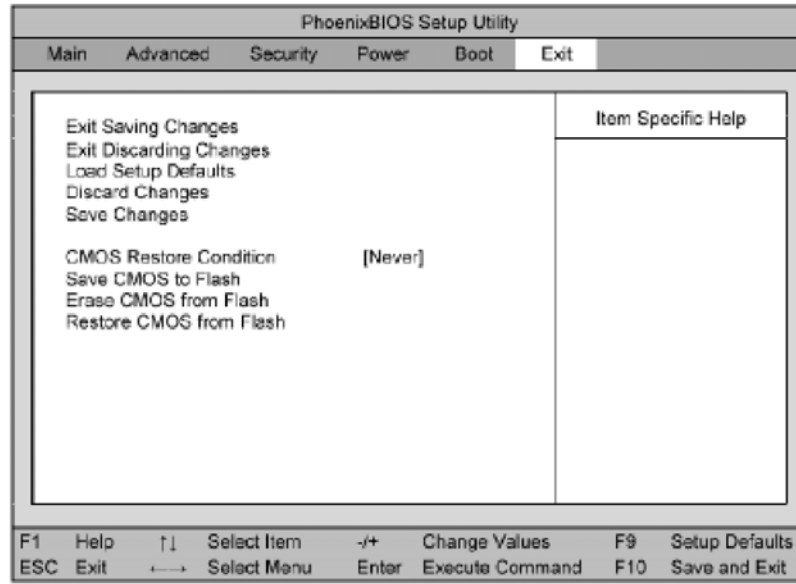 PhoenixBIOS Setup Utility
Main Advanced Security Power Boot Exit
Exit Saving Changes
Exit Discarding Changes
Load Setup Defaults
Discard Changes
Save Changes
CMOS Restore Condition [Never]
Save CMOS to Flash
Erase CMOS from Flash
Restore CMOS from Flash
Item Specific Help
F1 Help ↑↓ Select Item -/+ Change Values F9 Setup Defaults
ESC Exit ←→ Select Menu Enter Execute Command F10 Save and Exit